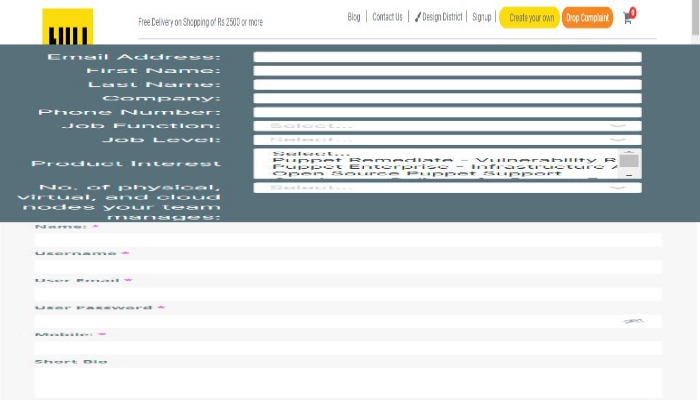 Free Delivery on Shopping of Rs 2500 or more
Blog Contact Us Design District Signup Create your own Drop Complaint 0
Email Address:
First Name:
Last Name:
Company:
Phone Number:
Job Function: Select...
Job Level: Select...
Select...
Product Interest
Puppet Remediate - Vulnerability R
Puppet Enterprise - Infrastructure
Open Source Puppet Support
No. of physical, Select...
virtual, and cloud
nodes your team
manages:
Name: *
Username *
User Email *
User Password *
Mobile: *
Short Bio